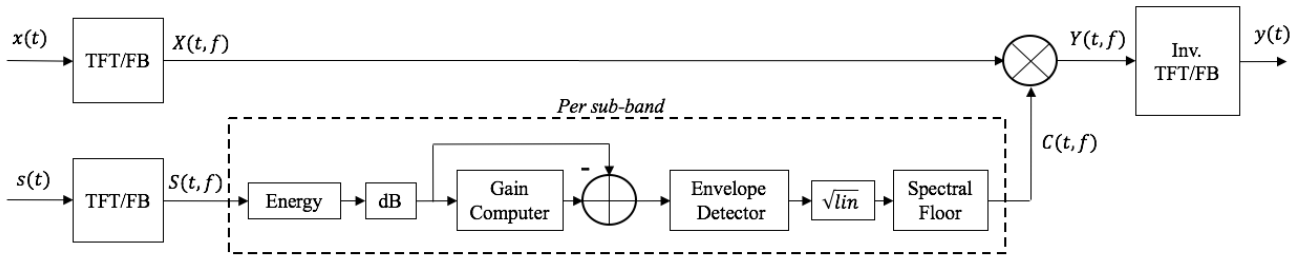 x(t)
TFT/FB
X(t, f)
Y(t, f)
Inv.
TFT/FB
y(t)
Per sub-band
C(t, f)
s(t)
TFT/FB
S(t, f)
Energy
dB
Gain
Computer
-
Envelope
Detector
√lin
Spectral
Floor